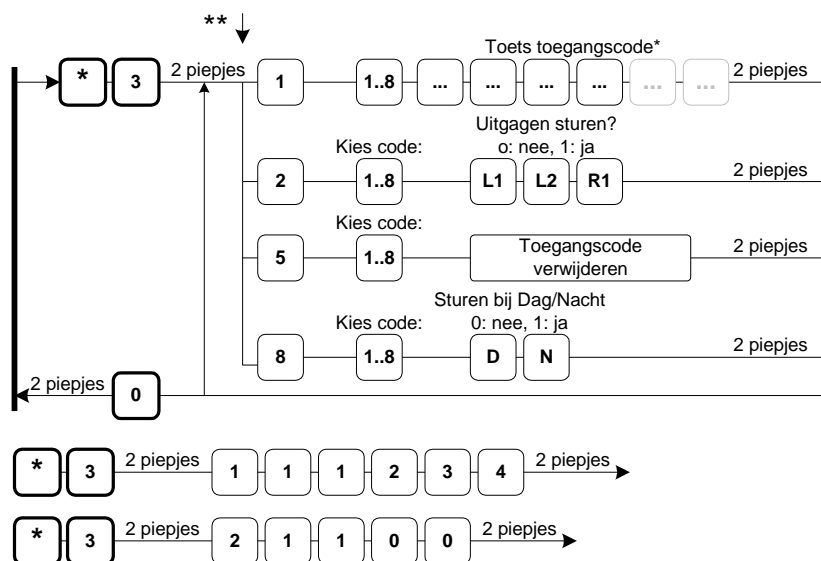 **
Toets toegangscode*
* 3 2 piepjes 1 1..8 ... ... ... ... ... ... 2 piepjes
Uitgagen sturen?
Kies code: o: nee, 1: ja
2 1..8 L1 L2 R1 2 piepjes
Kies code:
5 1..8 Toegangscode verwijderen 2 piepjes
Sturen bij Dag/Nacht
Kies code: 0: nee, 1: ja
8 1..8 D N 2 piepjes
2 piepjes 0
* 3 2 piepjes 1 1 1 2 3 4 2 piepjes
* 3 2 piepjes 2 1 1 0 0 2 piepjes